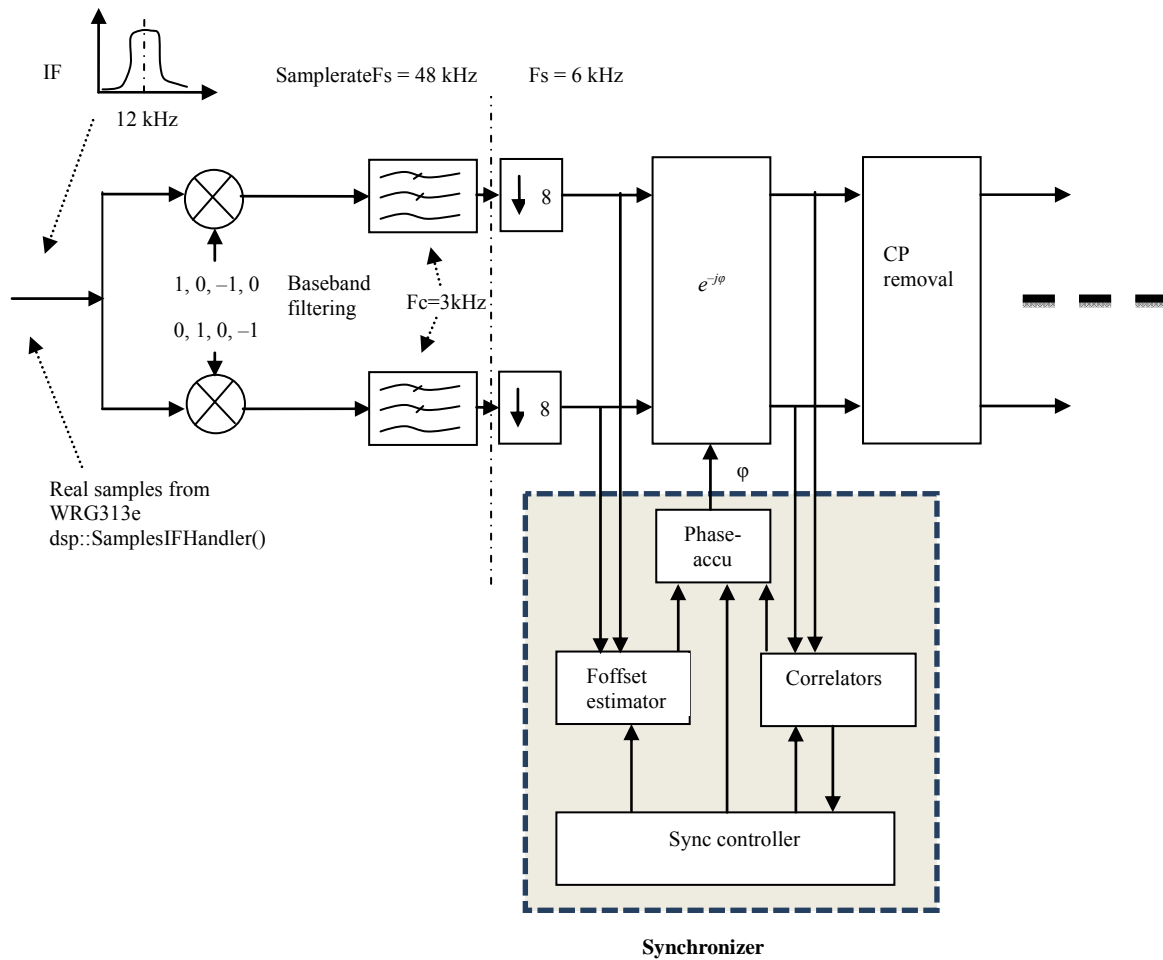 IF
SamplerateFs = 48 kHz
Fs = 6 kHz
12 kHz
8
1, 0, –1, 0
Baseband
filtering
Fc=3kHz
0, 1, 0, –1
8
e^{-jφ}
CP
removal
Real samples from
WRG313e
dsp::SamplesIFHandler()
φ
Phase-
accu
Foffset
estimator
Correlators
Sync controller
Synchronizer